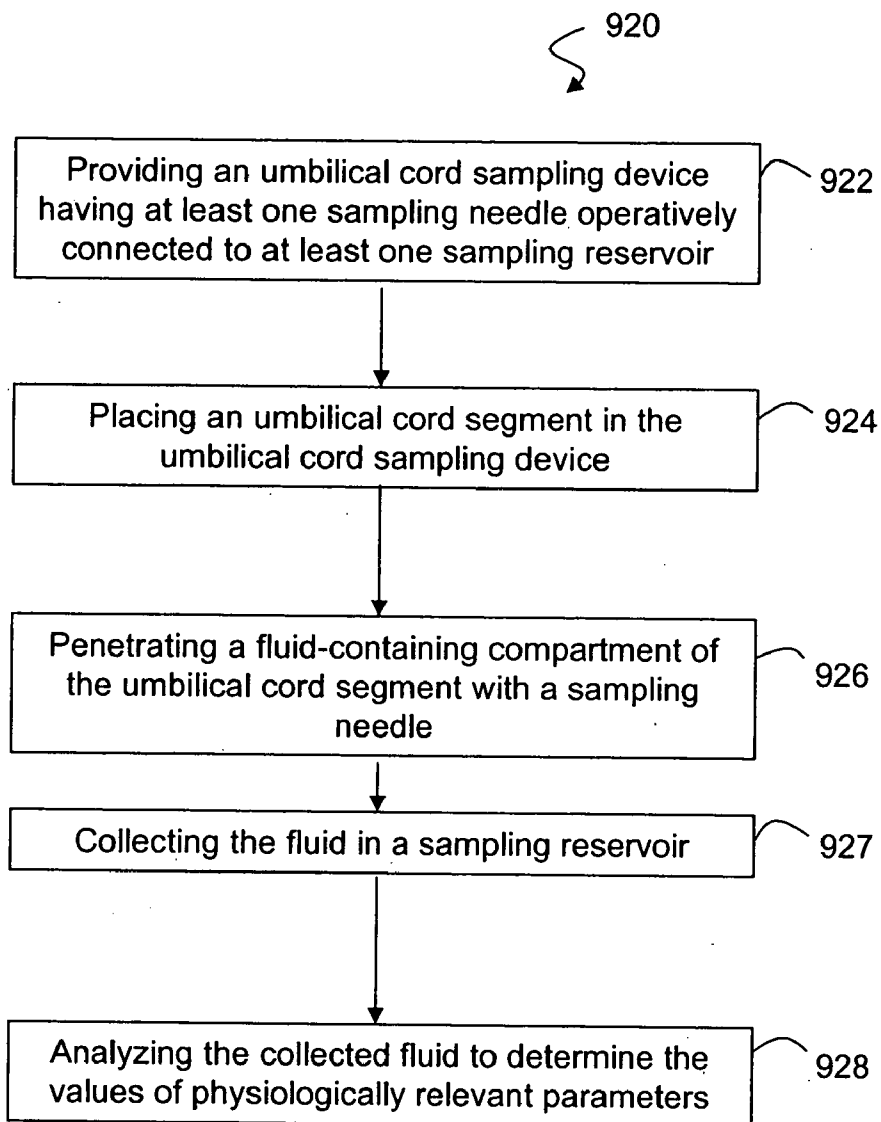 920
Providing an umbilical cord sampling device
having at least one sampling needle operatively
connected to at least one sampling reservoir
922
Placing an umbilical cord segment in the
umbilical cord sampling device
924
Penetrating a fluid-containing compartment of
the umbilical cord segment with a sampling
needle
926
Collecting the fluid in a sampling reservoir
927
Analyzing the collected fluid to determine the
values of physiologically relevant parameters
928